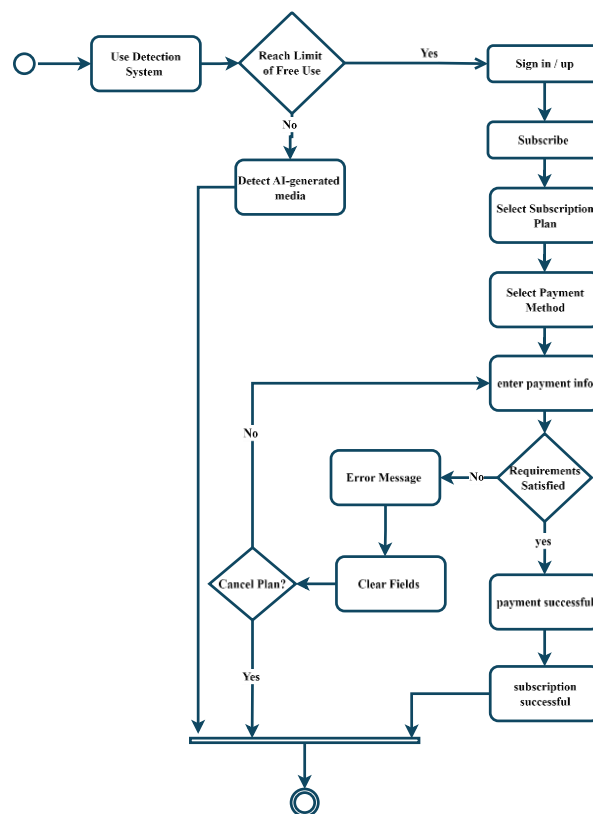 Use Detection
System
Reach Limit
of Free Use
Yes
Sign in / up
No
Subscribe
Detect AI-generated
media
Select Subscription
Plan
Select Payment
Method
enter payment info
No
Requirements
Satisfied
No
Error Message
yes
Cancel Plan?
Clear Fields
payment successful
Yes
subscription
successful